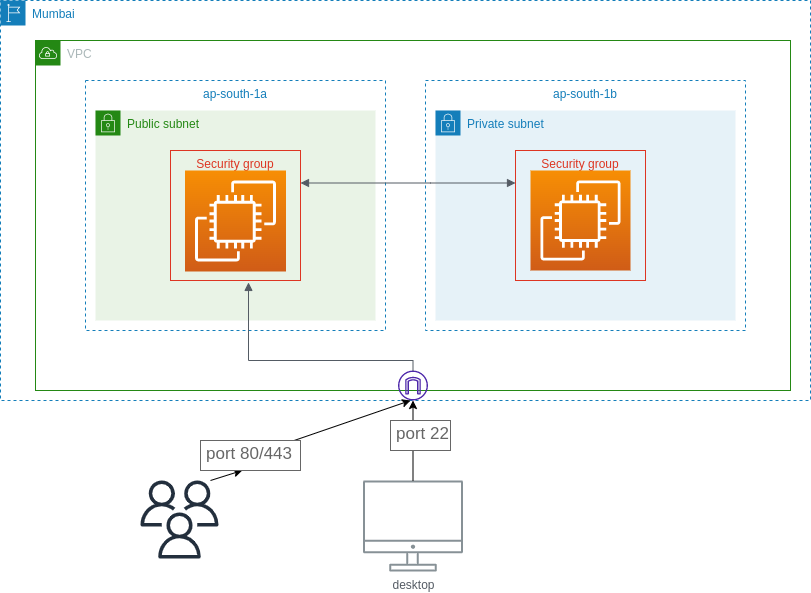 Mumbai
VPC
ap-south-1a
ap-south-1b
Public subnet
Private subnet
Security group
Security group
port 22
port 80/443
desktop